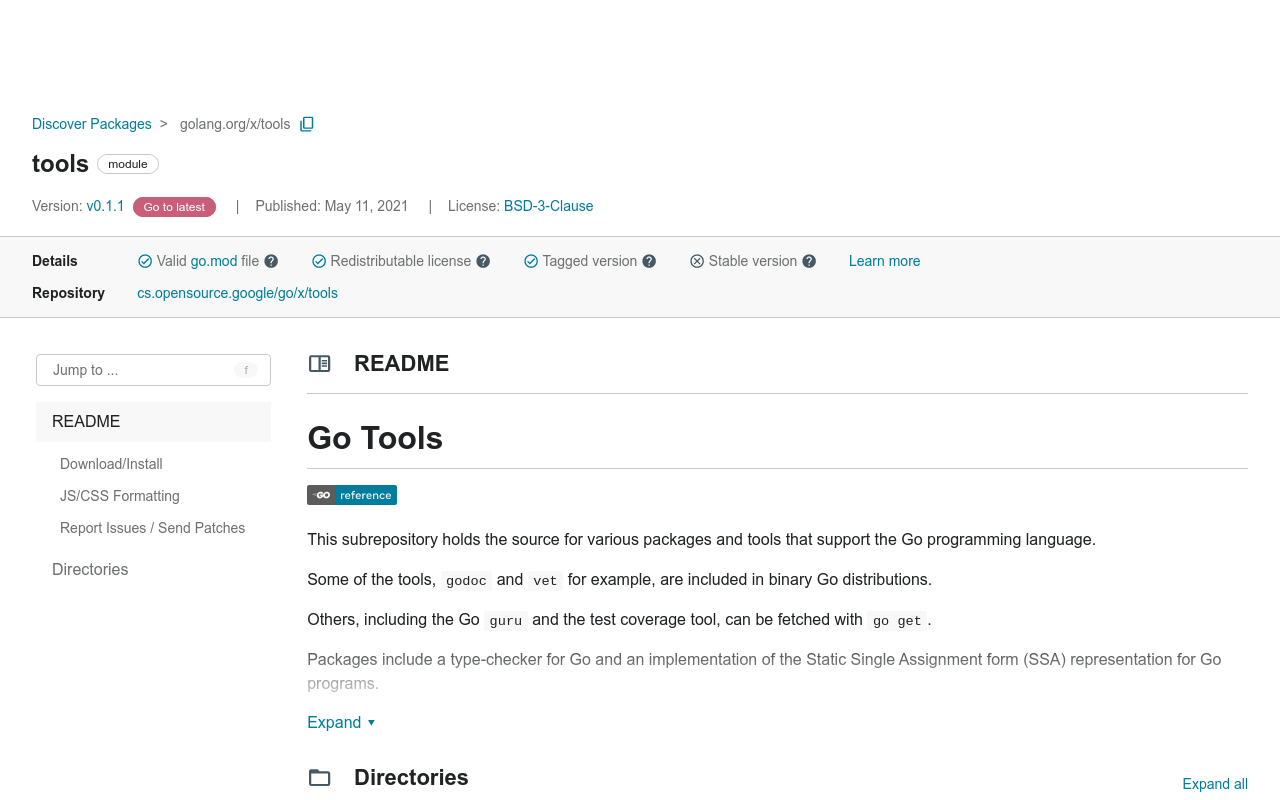 Discover Packages > golang.org/x/tools
tools module
Version: v0.1.1 Go to latest | Published: May 11, 2021 | License: BSD-3-Clause
Details Valid go.mod file ? Redistributable license ? Tagged version ? Stable version ? Learn more
Repository cs.opensource.google/go/x/tools
Jump to ... f
README
Download/Install
JS/CSS Formatting
Report Issues / Send Patches
Directories
README
Go Tools
GO reference
This subrepository holds the source for various packages and tools that support the Go programming language.
Some of the tools, godoc and vet for example, are included in binary Go distributions.
Others, including the Go guru and the test coverage tool, can be fetched with go get.
Packages include a type-checker for Go and an implementation of the Static Single Assignment form (SSA) representation for Go
programs.
Expand ▾
Directories
Expand all